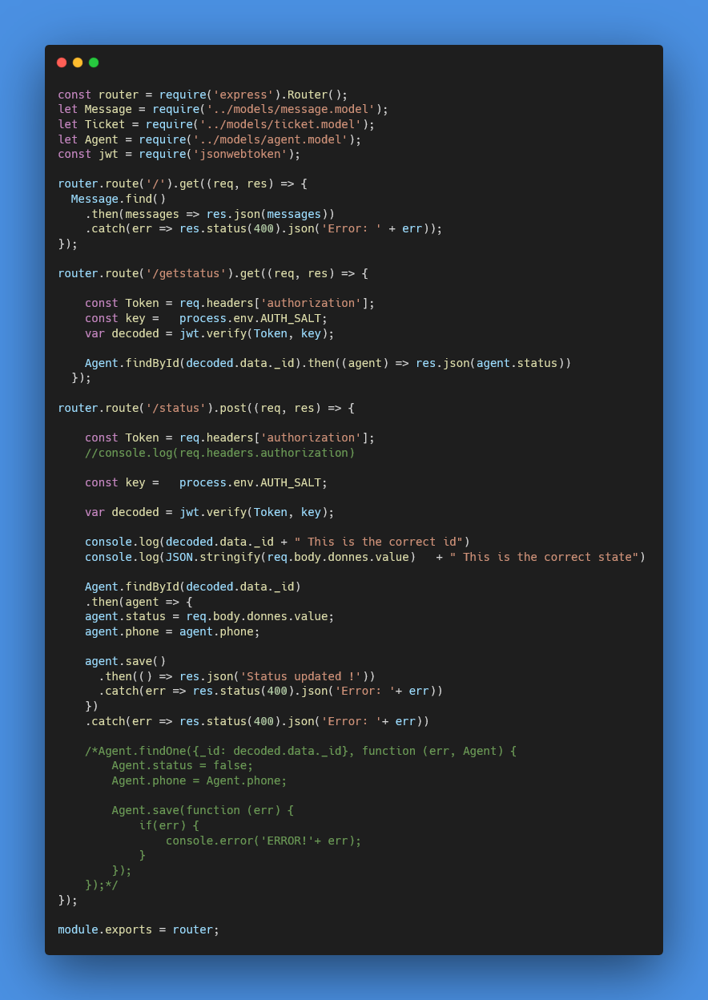 const router = require('express').Router();
let Message = require('../models/message.model');
let Ticket = require('../models/ticket.model');
let Agent = require('../models/agent.model');
const jwt = require('jsonwebtoken');

router.route('/').get((req, res) => {
  Message.find()
    .then(messages => res.json(messages))
    .catch(err => res.status(400).json('Error: ' + err));
});

router.route('/getstatus').get((req, res) => {

    const Token = req.headers['authorization'];
    const key =   process.env.AUTH_SALT;
    var decoded = jwt.verify(Token, key);

    Agent.findById(decoded.data._id).then((agent) => res.json(agent.status))
  });

router.route('/status').post((req, res) => {

    const Token = req.headers['authorization'];
    //console.log(req.headers.authorization)

    const key =   process.env.AUTH_SALT;

    var decoded = jwt.verify(Token, key);

    console.log(decoded.data._id + " This is the correct id")
    console.log(JSON.stringify(req.body.donnes.value)   + " This is the correct state")

    Agent.findById(decoded.data._id)
    .then(agent => {
    agent.status = req.body.donnes.value;
    agent.phone = agent.phone;

    agent.save()
      .then(() => res.json('Status updated !'))
      .catch(err => res.status(400).json('Error: '+ err))
    })
    .catch(err => res.status(400).json('Error: '+ err))

    /*Agent.findOne({_id: decoded.data._id}, function (err, Agent) {
        Agent.status = false;
        Agent.phone = Agent.phone;

        Agent.save(function (err) {
            if(err) {
                console.error('ERROR!'+ err);
            }
        });
    });*/
});

module.exports = router;